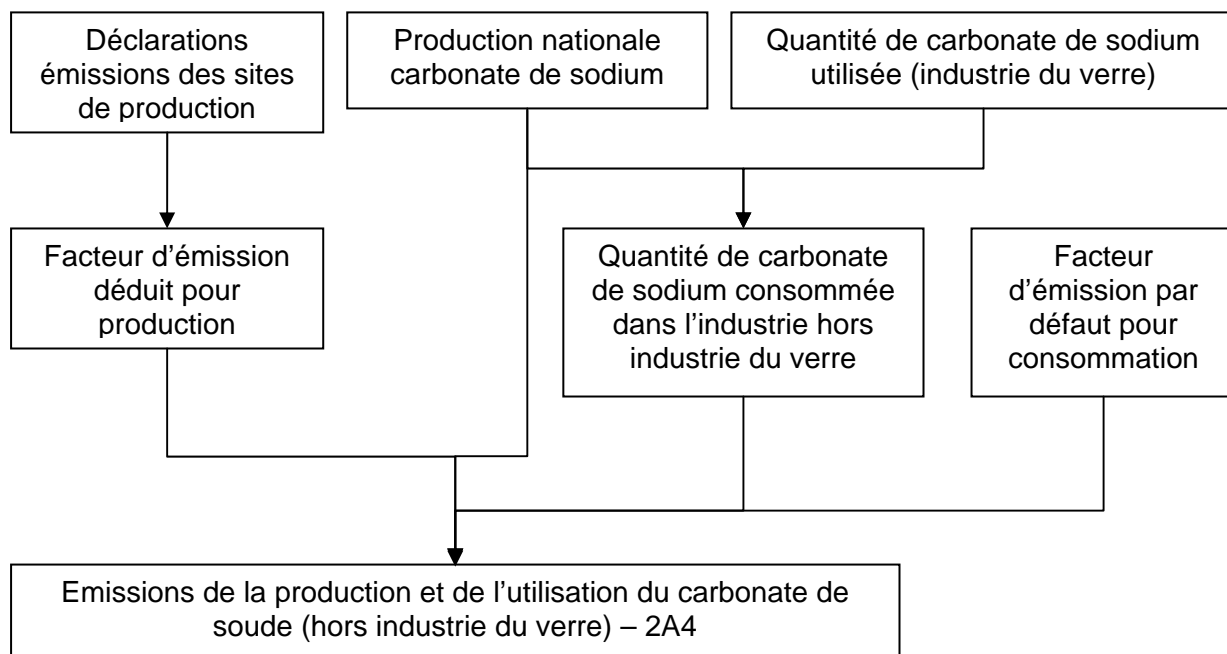 Déclarations
émissions des sites
de production
Production nationale
carbonate de sodium
Quantité de carbonate de sodium
utilisée (industrie du verre)
Facteur d’émission
déduit pour
production
Quantité de carbonate
de sodium consommée
dans l’industrie hors
industrie du verre
Facteur
d’émission par
défaut pour
consommation
Emissions de la production et de l’utilisation du carbonate de
soude (hors industrie du verre) – 2A4